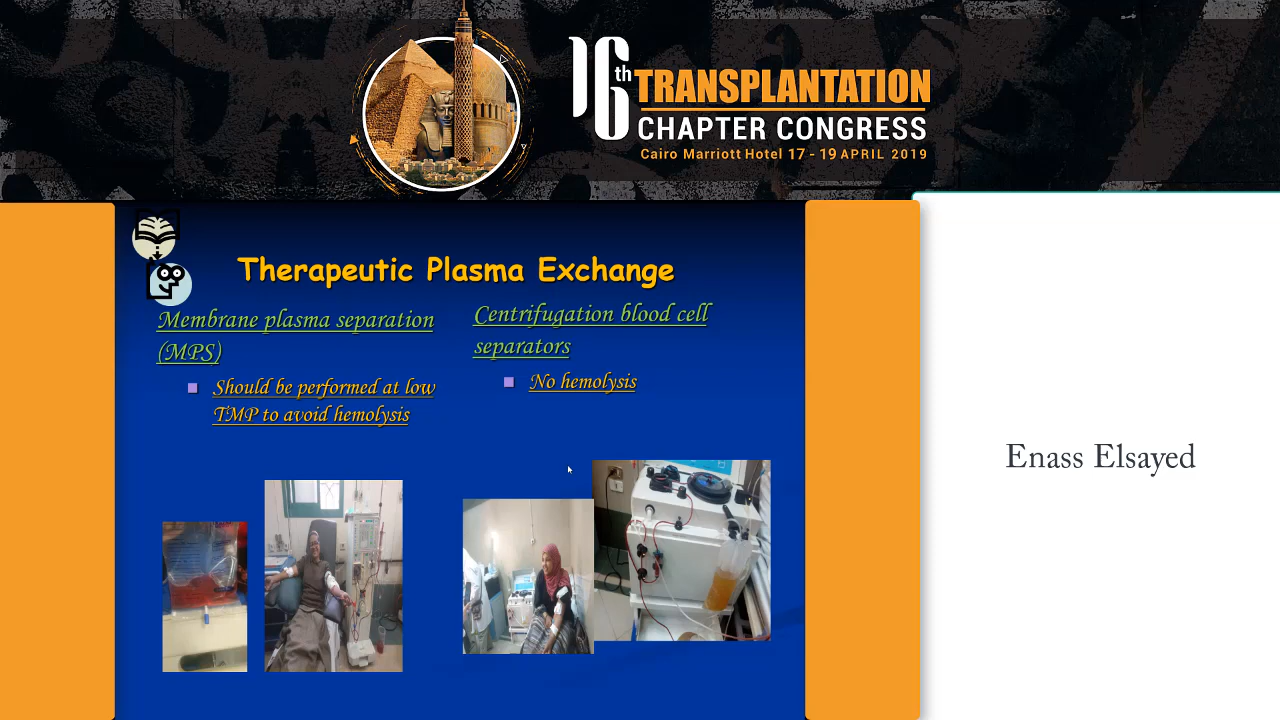 16th TRANSPLANTATION
CHAPTER CONGRESS
Cairo Marriott Hotel 17 - 19 APRIL 2019
Therapeutic Plasma Exchange
Membrane plasma separation
(MPS)
Should be performed at low
TMP to avoid hemolysis
Centrifugation blood cell
separators
No hemolysis
Enass Elsayed